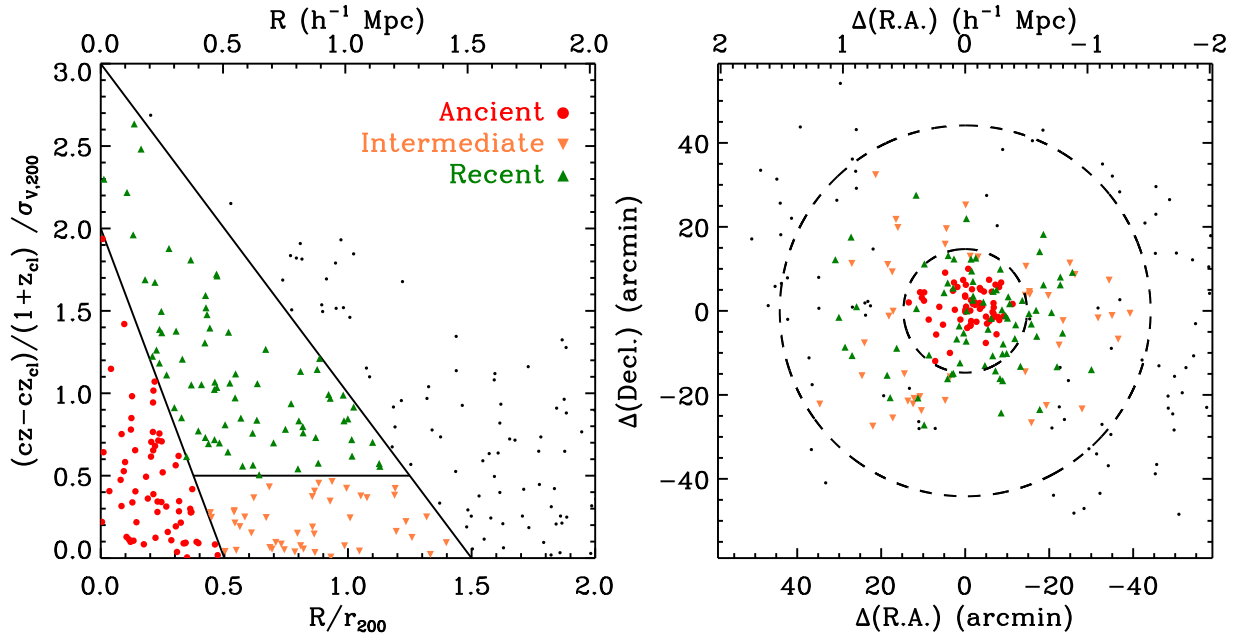 R (h⁻¹ Mpc)
0.0 0.5 1.0 1.5 2.0
3.0
2.5
2.0
1.5
1.0
0.5
0.0
(cz−cz_cl)/(1+z_cl) /σ_V,200
Ancient
Intermediate
Recent
0.0 0.5 1.0 1.5 2.0
R/r₂₀₀
Δ(R.A.) (h⁻¹ Mpc)
2 1 0 −1 −2
40
20
0
−20
−40
Δ(Decl.) (arcmin)
40 20 0 −20 −40
Δ(R.A.) (arcmin)